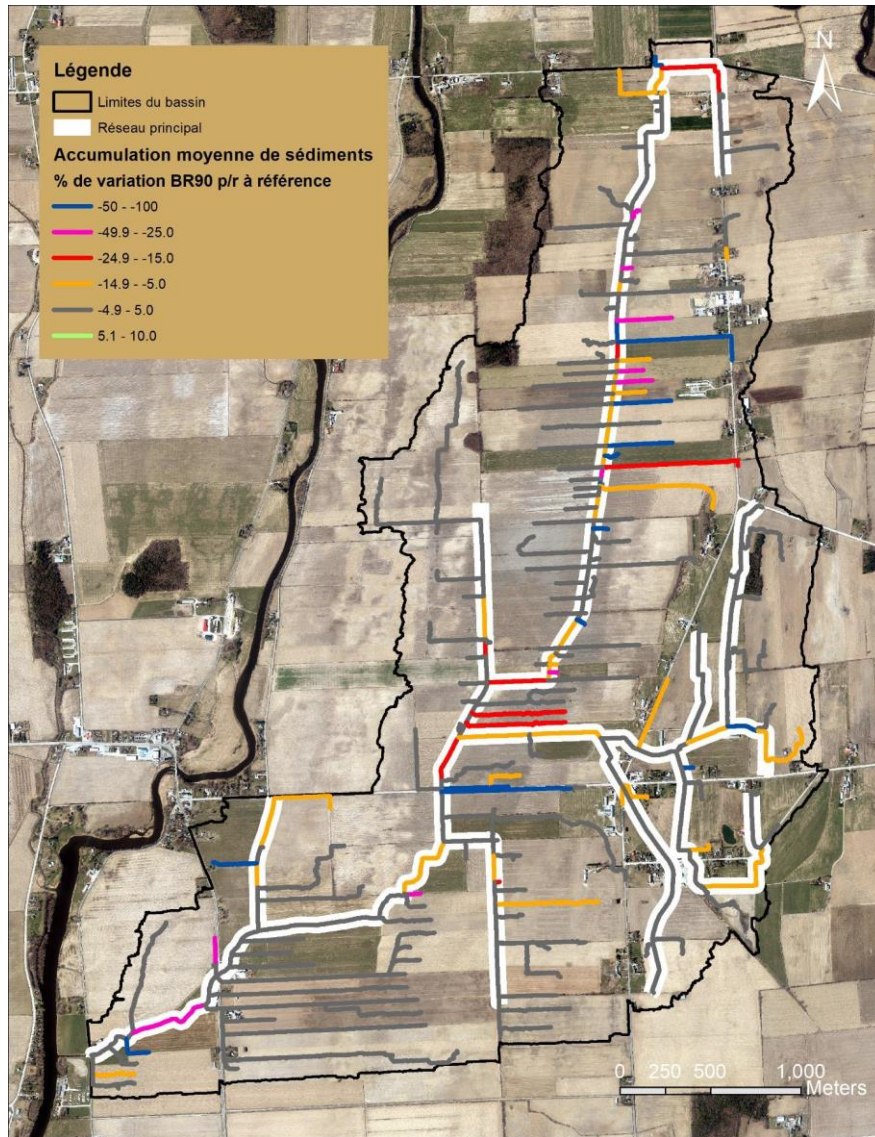 Légende
Limites du bassin
Réseau principal
Accumulation moyenne de sédiments
% de variation BR90 p/r à référence
-50 - -100
-49.9 - -25.0
-24.9 - -15.0
-14.9 - -5.0
-4.9 - 5.0
5.1 - 10.0
N
0 250 500 1,000
Meters